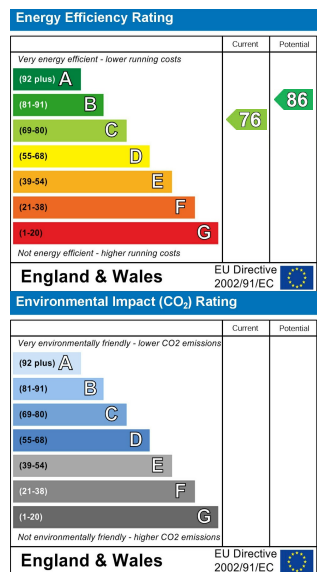 Energy Efficiency Rating
Current Potential
Very energy efficient - lower running costs
(92 plus) A
(81-91) B
(69-80) C
(55-68) D
(39-54) E
(21-38) F
(1-20) G
76
86
Not energy efficient - higher running costs
England & Wales
EU Directive
2002/91/EC
Environmental Impact (CO₂) Rating
Current Potential
Very environmentally friendly - lower CO2 emissions
(92 plus) A
(81-91) B
(69-80) C
(55-68) D
(39-54) E
(21-38) F
(1-20) G
Not environmentally friendly - higher CO2 emissions
England & Wales
EU Directive
2002/91/EC